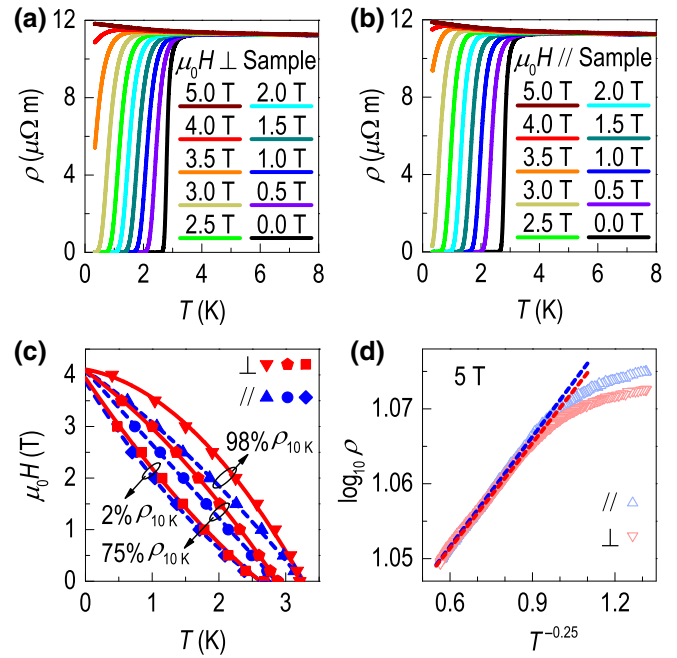 (a)
12
8
4
0
ρ (μΩ m)
μ₀H ⊥ Sample
5.0 T 2.0 T
4.0 T 1.5 T
3.5 T 1.0 T
3.0 T 0.5 T
2.5 T 0.0 T
0 2 4 6 8
T (K)
(b)
12
8
4
0
ρ (μΩ m)
μ₀H // Sample
5.0 T 2.0 T
4.0 T 1.5 T
3.5 T 1.0 T
3.0 T 0.5 T
2.5 T 0.0 T
0 2 4 6 8
T (K)
(c)
4
3
2
1
0
μ₀H (T)
⊥
//
98% ρ₁₀ K
2% ρ₁₀ K
75% ρ₁₀ K
0 1 2 3
T (K)
(d)
5 T
1.07
1.06
1.05
log₁₀ ρ
//
⊥
0.6 0.9 1.2
T⁻⁰·²⁵